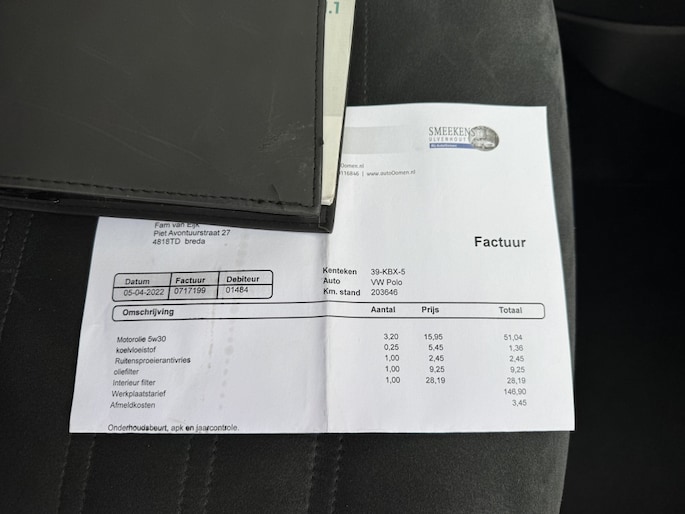 .1
SMEEKENS
ULVENHOUT
116846 | www.autoOomen.nl
Fam van Eijk
Piet Avontuurstraat 27
4818TD breda
Factuur
Kenteken 39-KBX-5
Auto VW Polo
Km. stand 203646
Datum Factuur Debiteur
05-04-2022 0717199 01484
Omschrijving Aantal Prijs Totaal
Motorolie 5w30 3,20 15,95 51,04
koelvloeistof 0,25 5,45 1,36
Ruitensproeierantivries 1,00 2,45 2,45
oliefilter 1,00 9,25 9,25
Interieur filter 1,00 28,19 28,19
Werkplaatstarief 146,90
Afmeldkosten 3,45
Onderhoudsbeurt, apk en jaarcontrole.